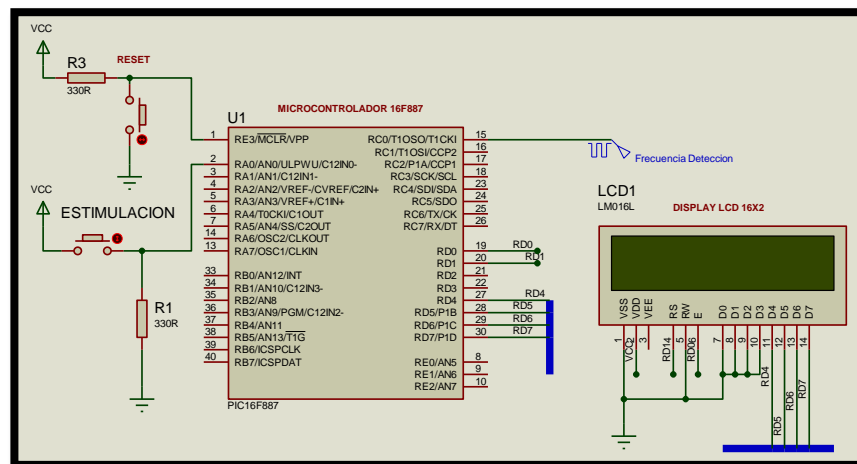 VCC
R3
330R
RESET
U1
MICROCONTROLADOR 16F887
1 RE3/MCLR/VPP
2 RA0/AN0/ULPWU/C12IN0-
3 RA1/AN1/C12IN1-
4 RA2/AN2/VREF-/CVREF/C2IN+
5 RA3/AN3/VREF+/C1IN+
6 RA4/T0CKI/C1OUT
7 RA5/AN4/SS/C2OUT
14 RA6/OSC2/CLKOUT
13 RA7/OSC1/CLKIN
33 RB0/AN12/INT
34 RB1/AN10/C12IN3-
35 RB2/AN8
36 RB3/AN9/PGM/C12IN2-
37 RB4/AN11
38 RB5/AN13/T1G
39 RB6/ICSPCLK
40 RB7/ICSPDAT
RC0/T1OSO/T1CKI 15
RC1/T1OSI/CCP2 16
RC2/P1A/CCP1 17
RC3/SCK/SCL 18
RC4/SDI/SDA 23
RC5/SDO 24
RC6/TX/CK 25
RC7/RX/DT 26
RD0 19 RD0
RD1 20 RD1
RD2 21
RD3 22
RD4 27 RD4
RD5/P1B 28 RD5
RD6/P1C 29 RD6
RD7/P1D 30 RD7
RE0/AN5 8
RE1/AN6 9
RE2/AN7 10
PIC16F887
VCC
ESTIMULACION
R1
330R
Frecuencia Deteccion
LCD1
LM016L
DISPLAY LCD 16X2
VSS VDD VEE RS RW E D0 D1 D2 D3 D4 D5 D6 D7
1 2 3 4 5 6 7 8 9 10 11 12 13 14
VCC RD1 RD0 RD4 RD5 RD6 RD7